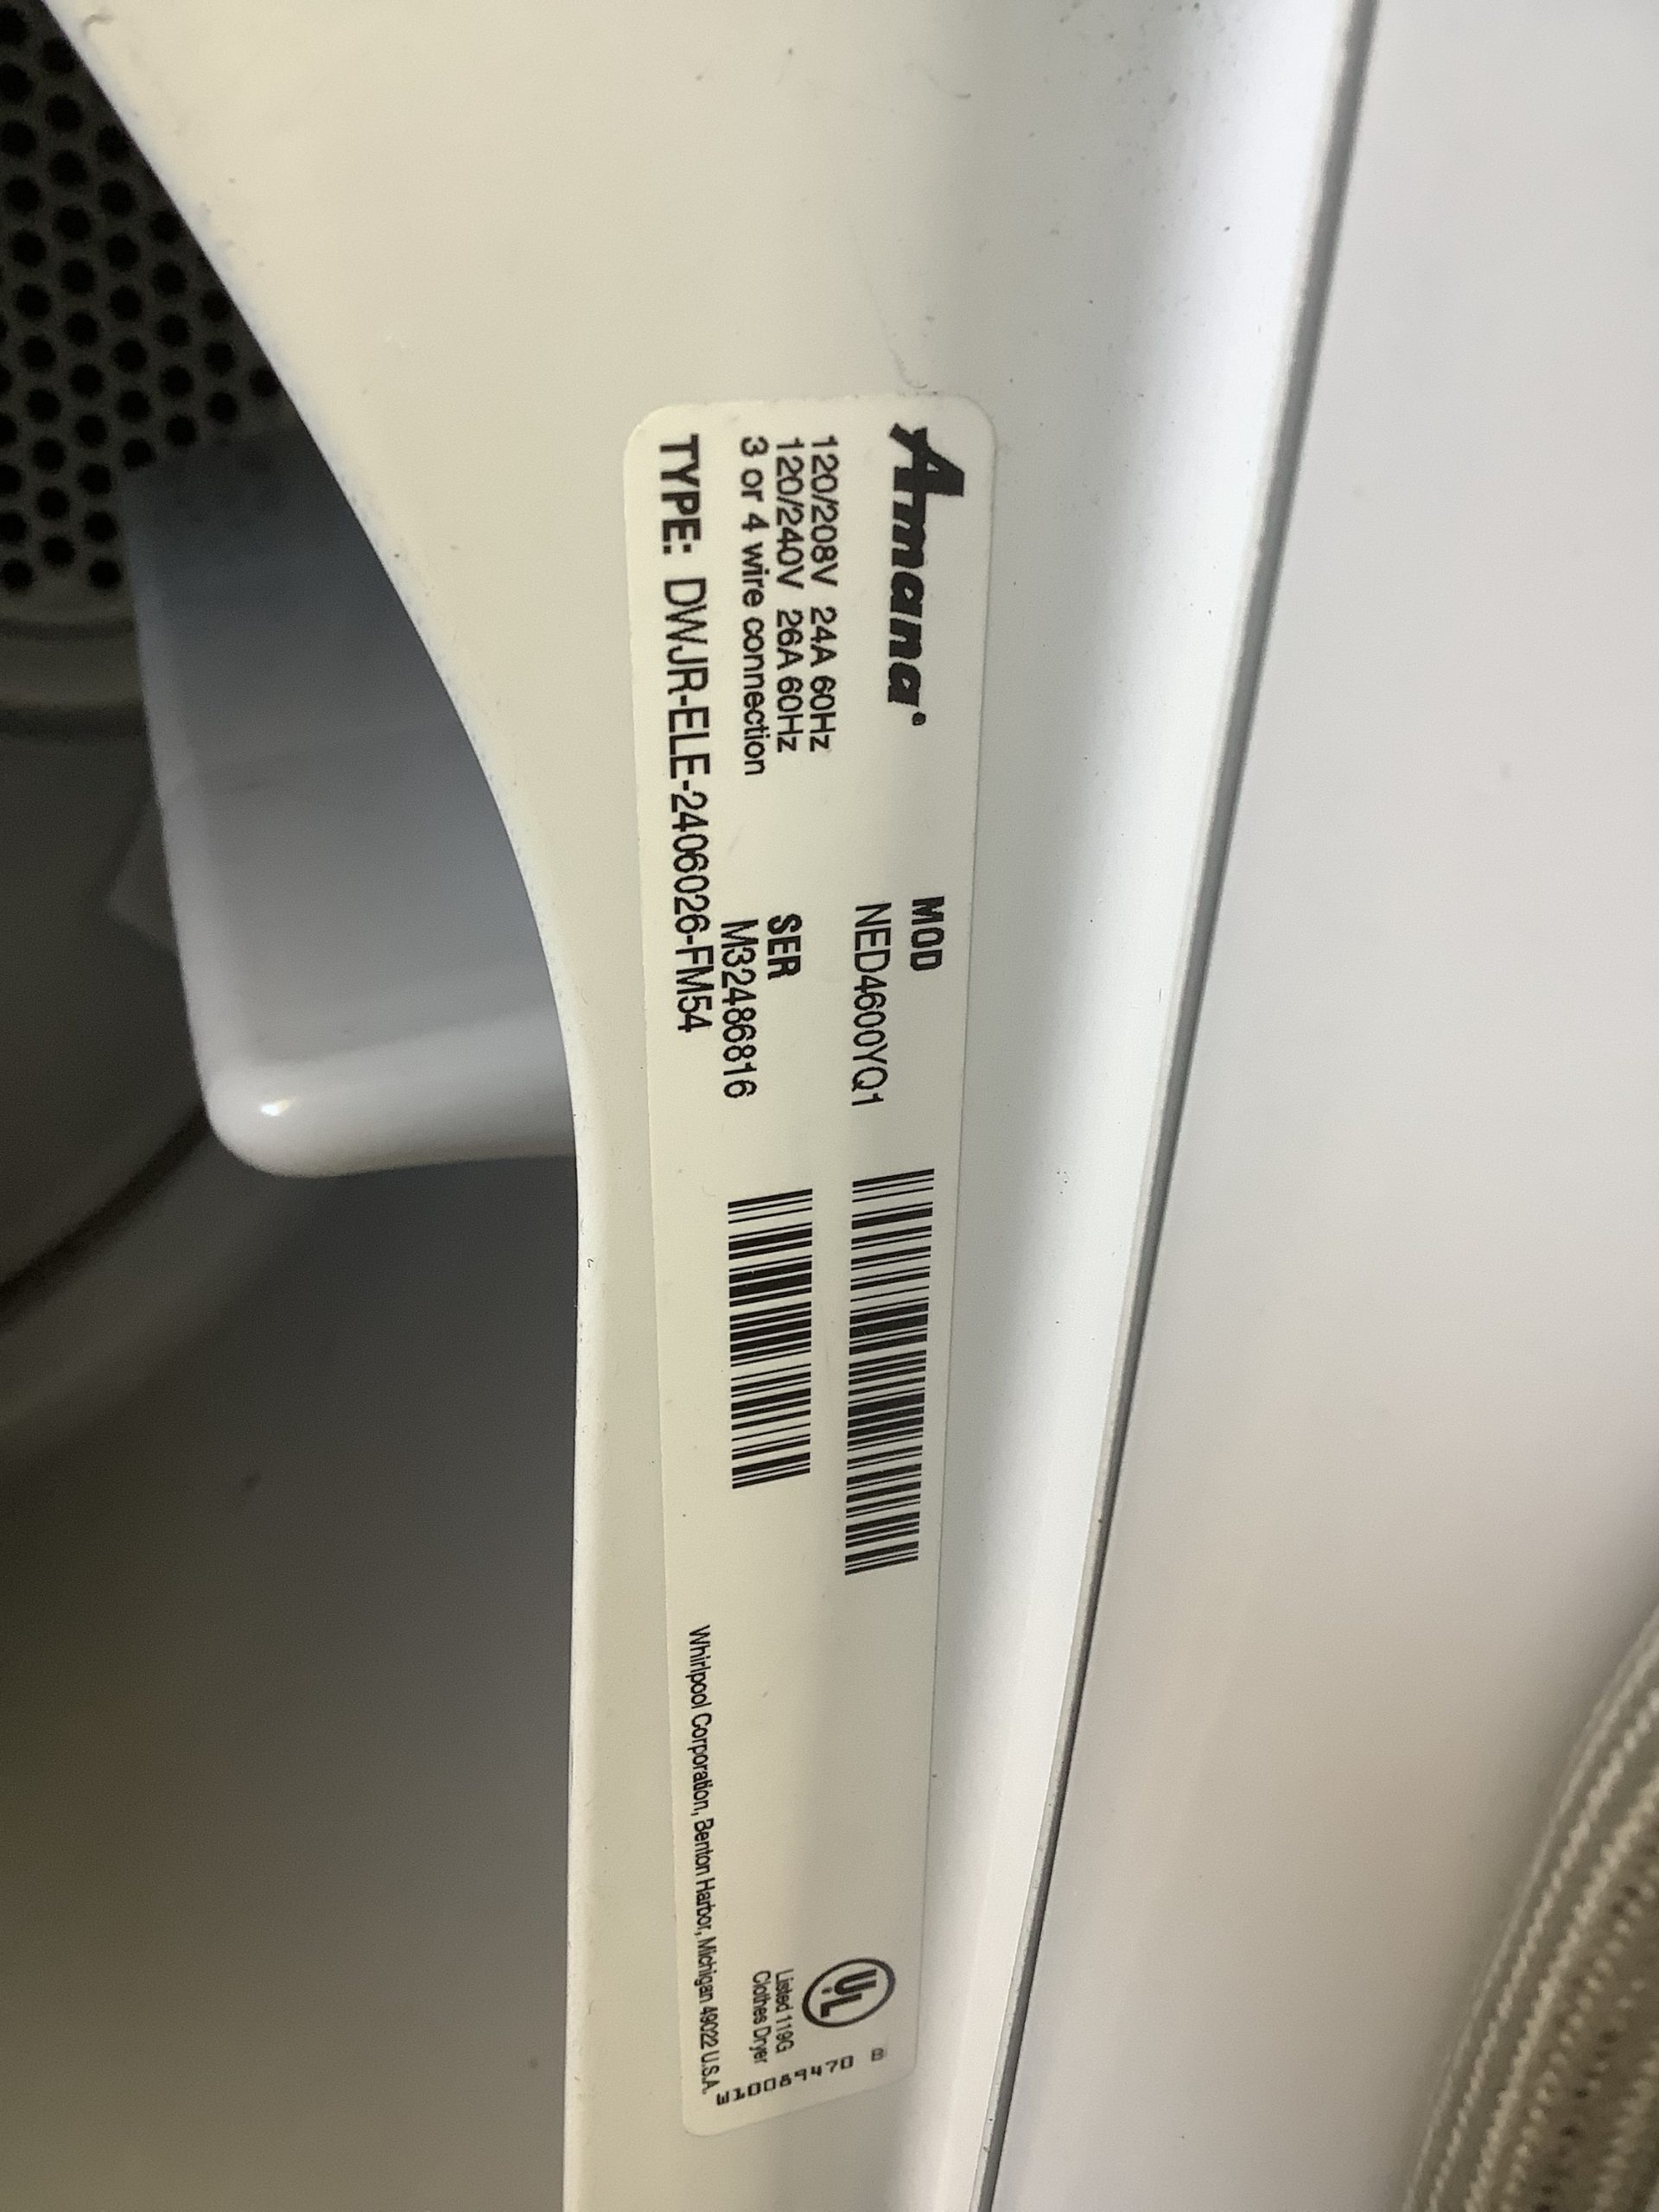 Amana®
120/208V 24A 60Hz
120/240V 26A 60Hz
3 or 4 wire connection
TYPE: DWJR-ELE-2406026-FM54
MOD
NED4600YQ1
SER
M32486816
Whirlpool Corporation, Benton Harbor, Michigan 49022 U.S.A.
UL
Listed 119G
Clothes Dryer
W10089470 B